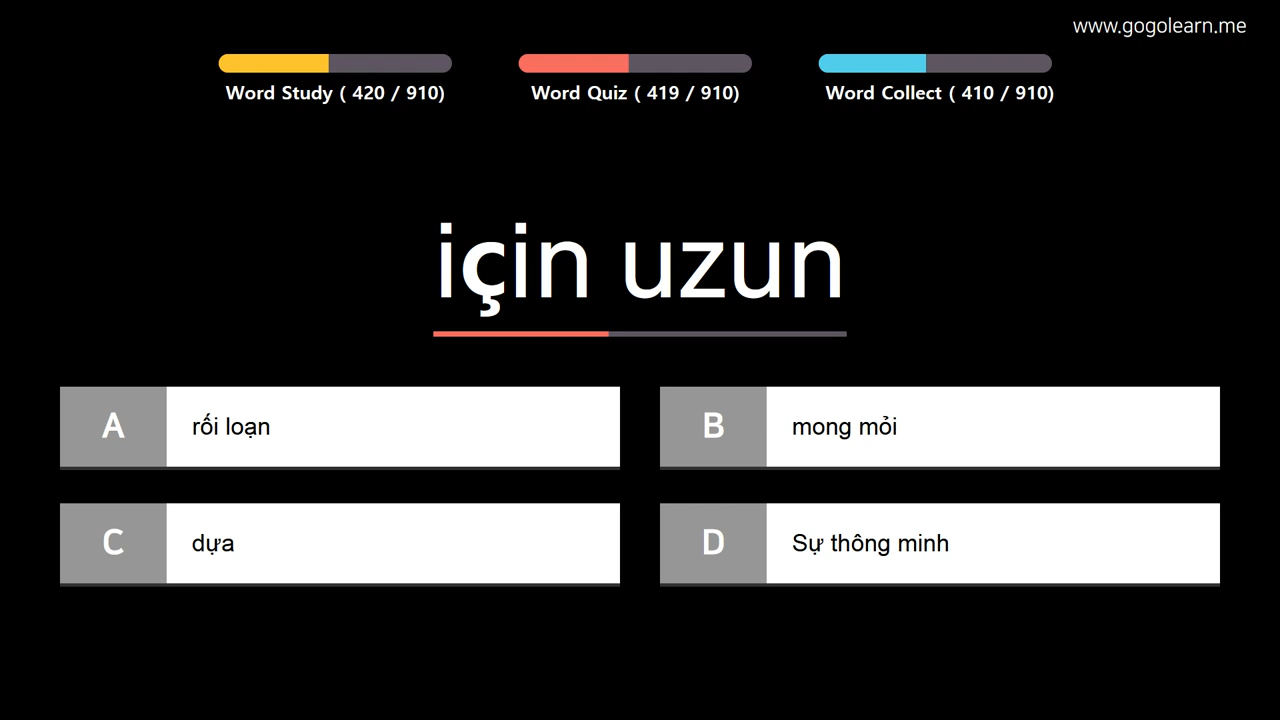 www.gogolearn.me
Word Study ( 420 / 910)
Word Quiz ( 419 / 910)
Word Collect ( 410 / 910)
için uzun
A
rối loạn
B
mong mỏi
C
dựa
D
Sự thông minh